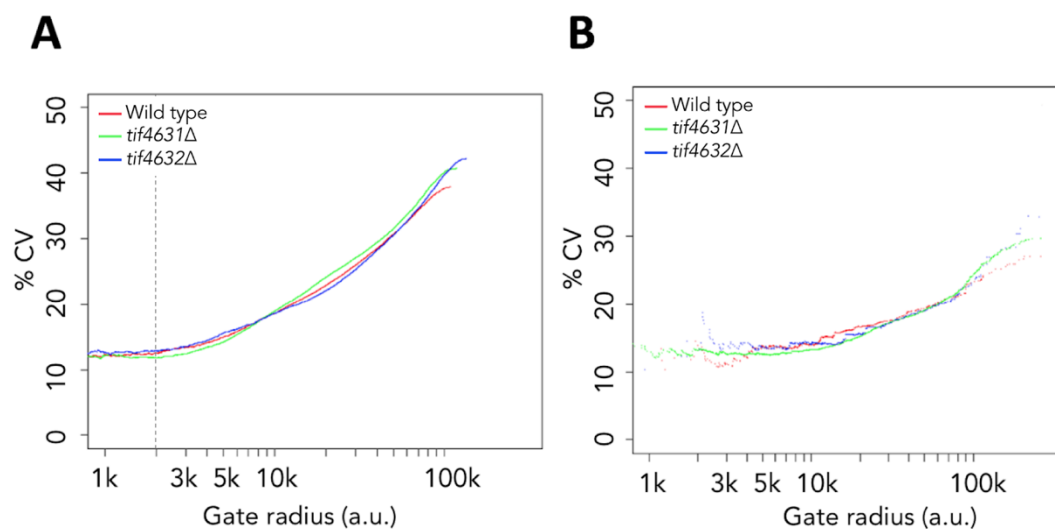 A
B
50
40
30
20
10
0
% CV
Wild type
tif4631Δ
tif4632Δ
1k 3k 5k 10k 100k
Gate radius (a.u.)
50
40
30
20
10
0
% CV
Wild type
tif4631Δ
tif4632Δ
1k 3k 5k 10k 100k
Gate radius (a.u.)